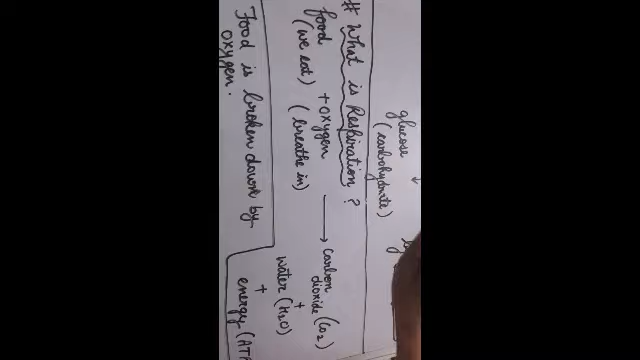 glucose
(carbohydrate)
# What is Respiration?
food + oxygen → carbon
dioxide (CO2)
(we eat) (breathe in)
+
water (H2O)
+
energy (AT
Food is broken down by
oxygen.